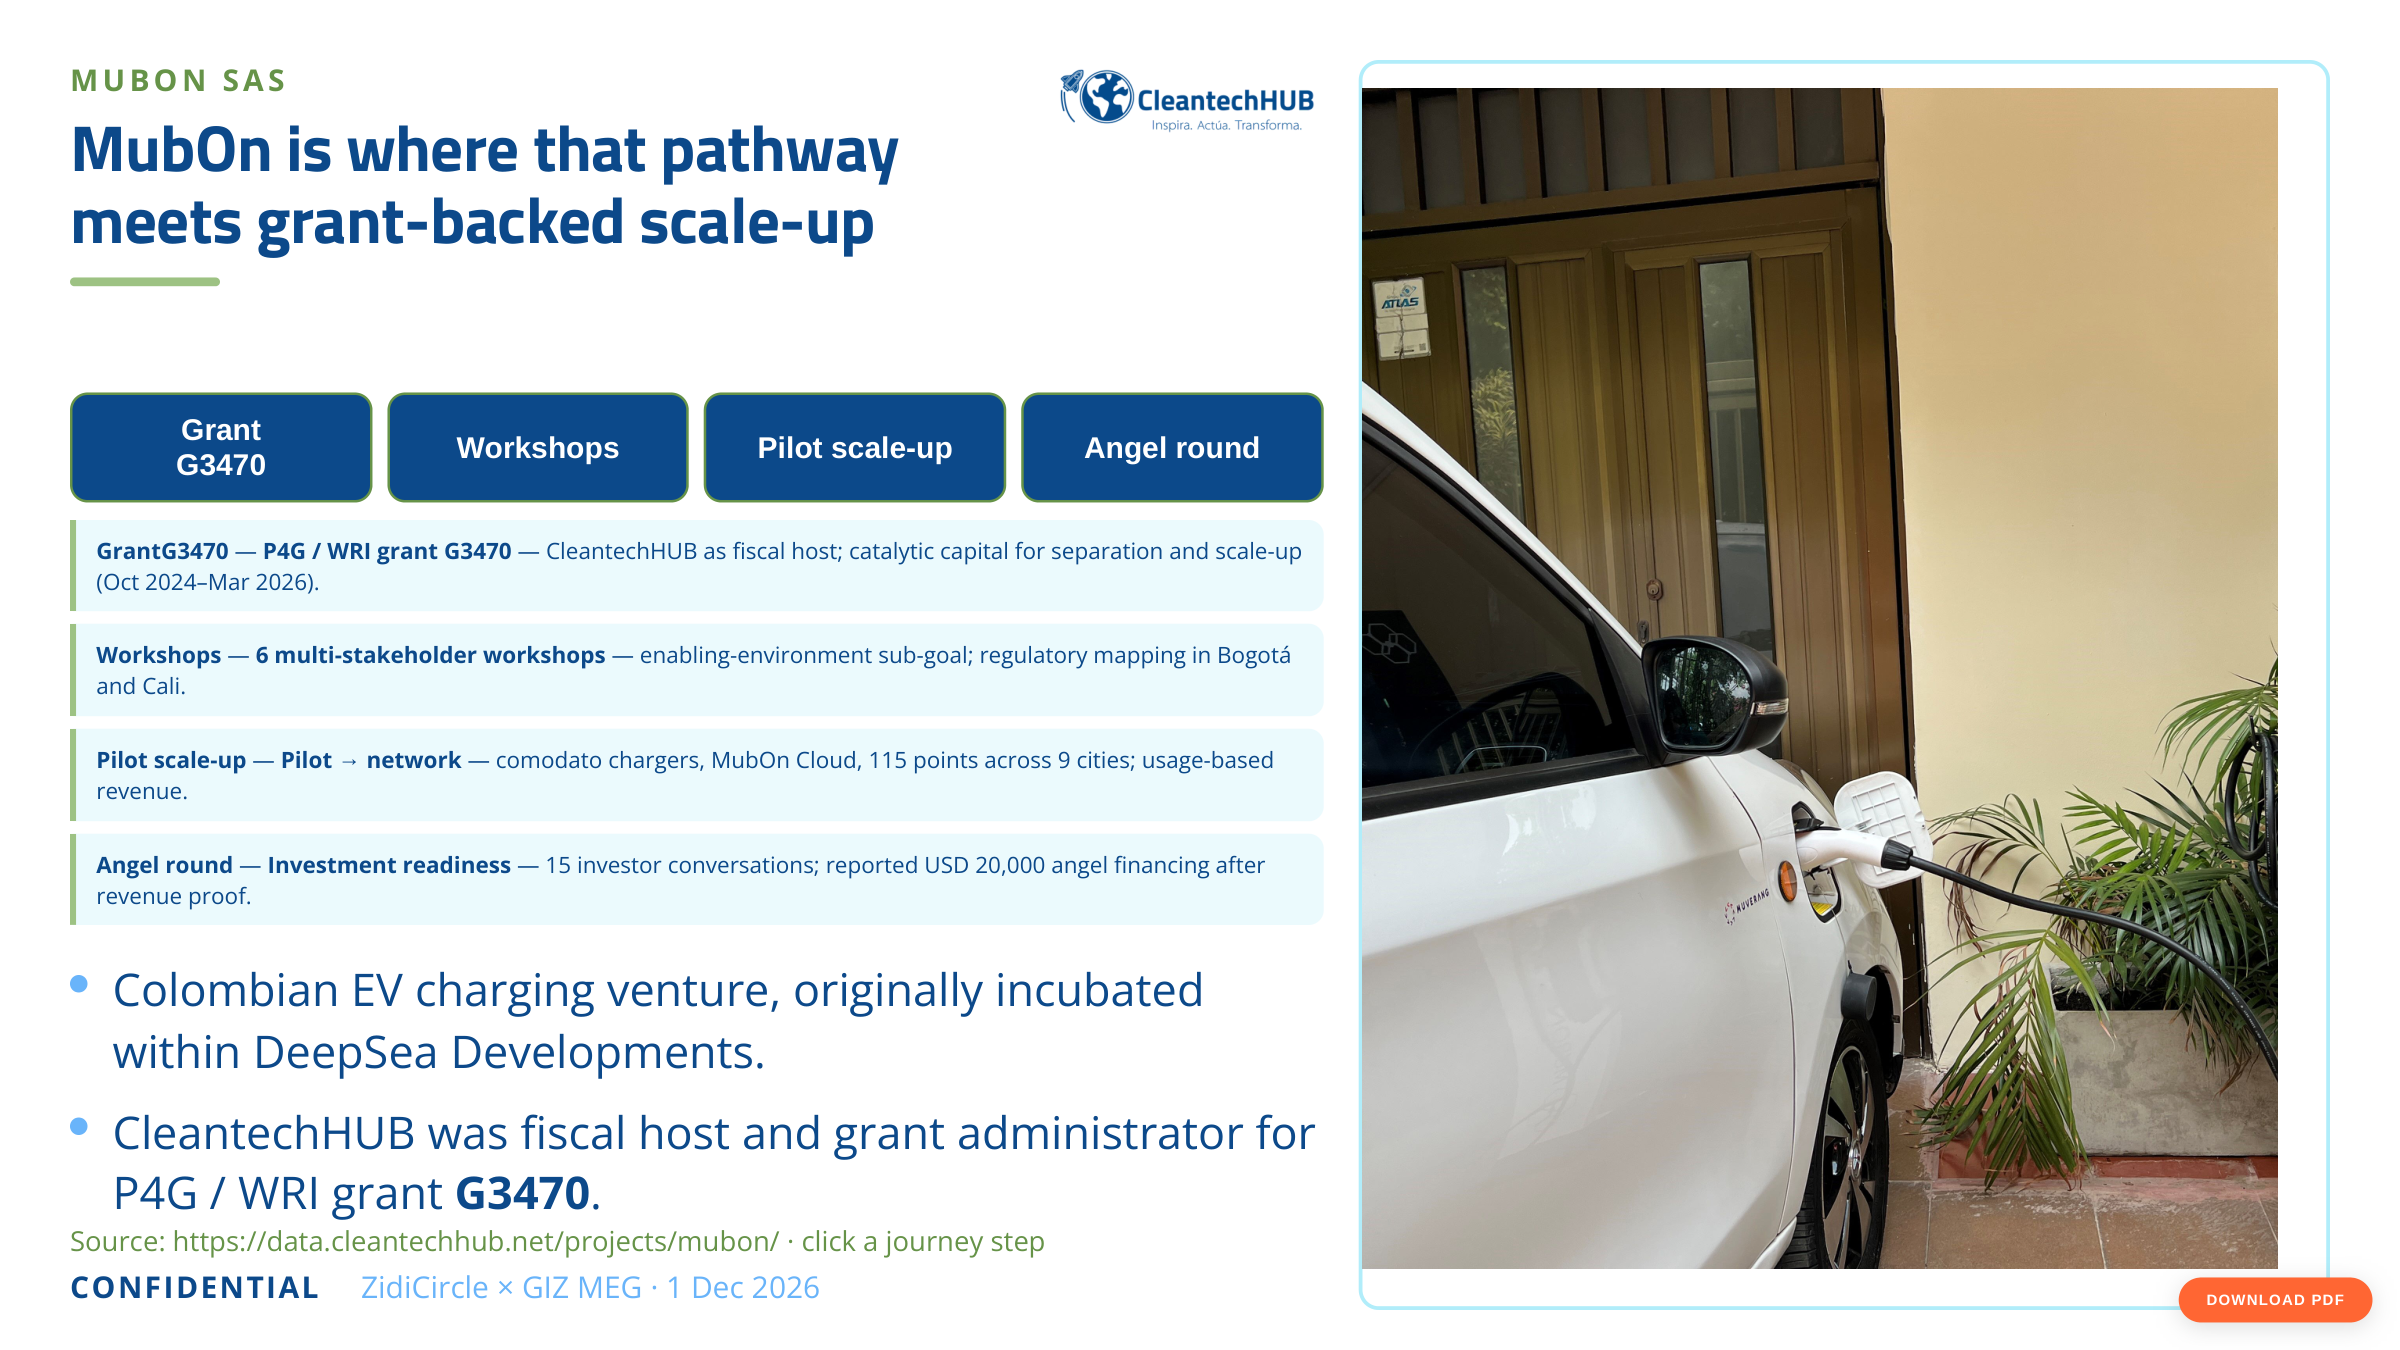 MUBON SAS
MubOn is where that pathway
meets grant-backed scale-up
CleantechHUB
Inspira. Actúa. Transforma.
Grant
G3470
Workshops
Pilot scale-up
Angel round
GrantG3470 — P4G / WRI grant G3470 — CleantechHUB as fiscal host; catalytic capital for separation and scale-up
(Oct 2024–Mar 2026).
Workshops — 6 multi-stakeholder workshops — enabling-environment sub-goal; regulatory mapping in Bogotá
and Cali.
Pilot scale-up — Pilot → network — comodato chargers, MubOn Cloud, 115 points across 9 cities; usage-based
revenue.
Angel round — Investment readiness — 15 investor conversations; reported USD 20,000 angel financing after
revenue proof.
• Colombian EV charging venture, originally incubated
within DeepSea Developments.
• CleantechHUB was fiscal host and grant administrator for
P4G / WRI grant G3470.
Source: https://data.cleantechhub.net/projects/mubon/ · click a journey step
CONFIDENTIAL ZidiCircle × GIZ MEG · 1 Dec 2026
ATLAS
MUVERANG
DOWNLOAD PDF